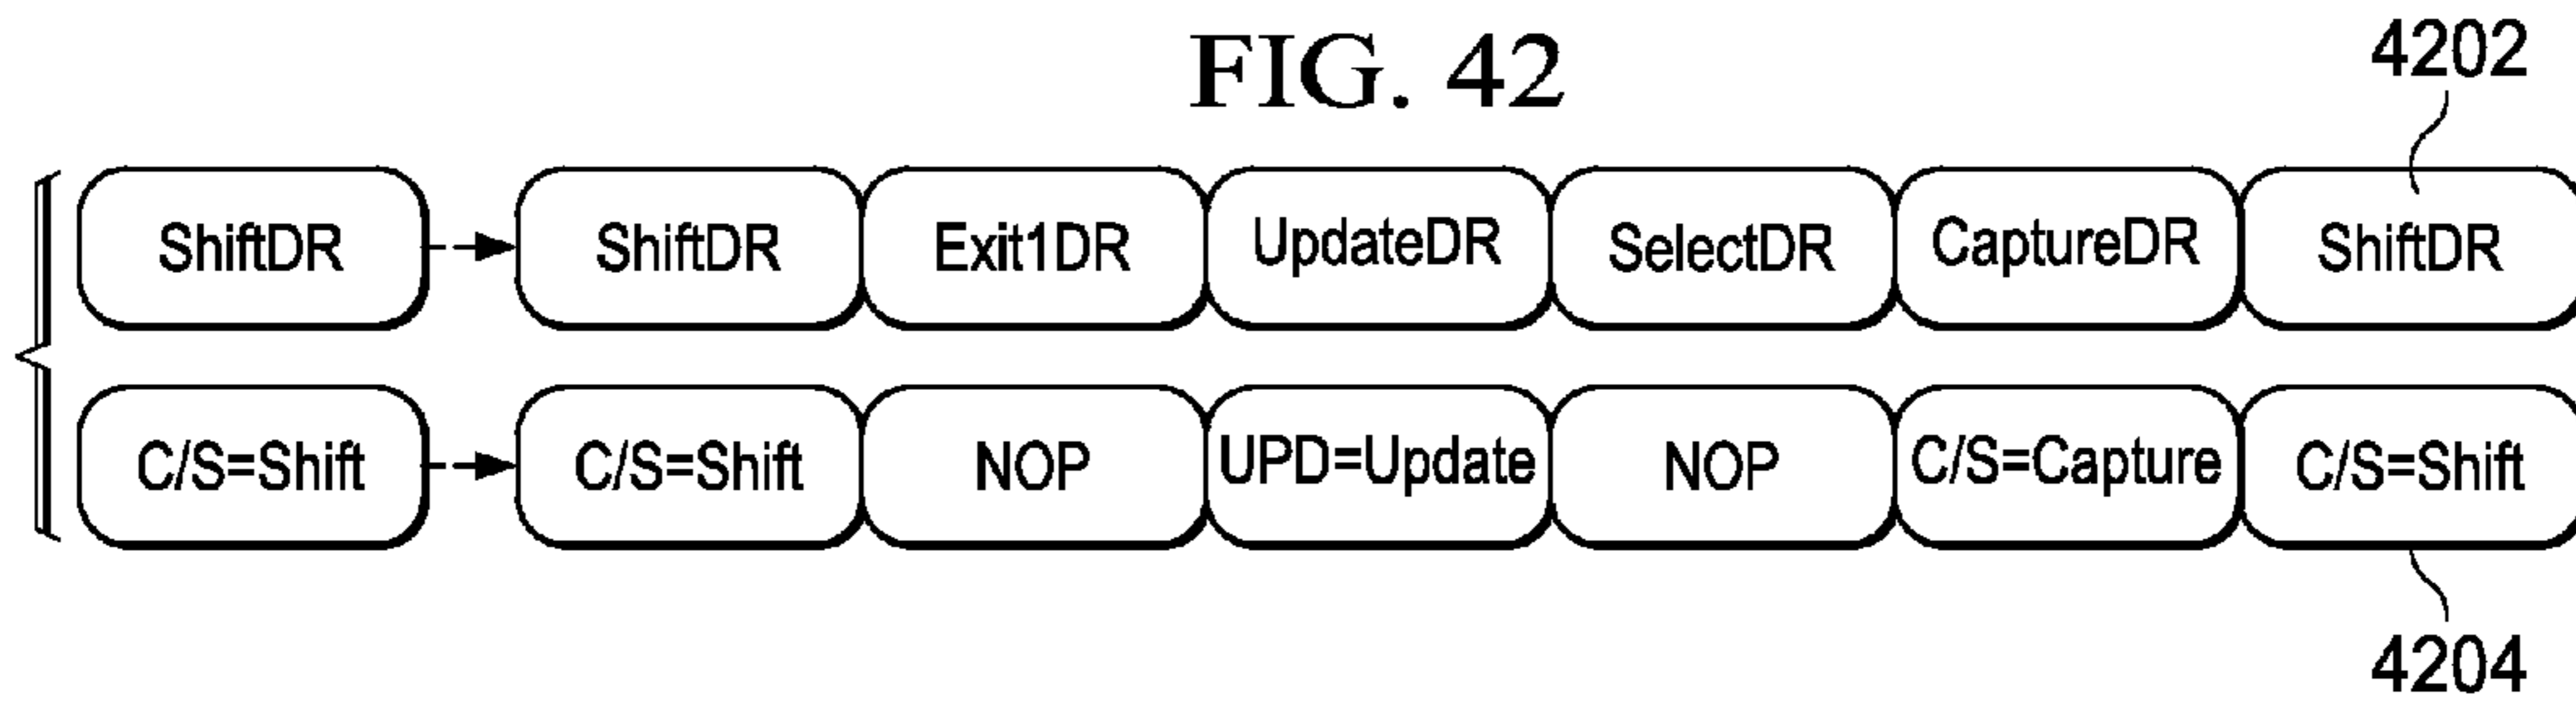 FIG. 42
4202
ShiftDR ShiftDR Exit1DR UpdateDR SelectDR CaptureDR ShiftDR
C/S=Shift C/S=Shift NOP UPD=Update NOP C/S=Capture C/S=Shift
4204